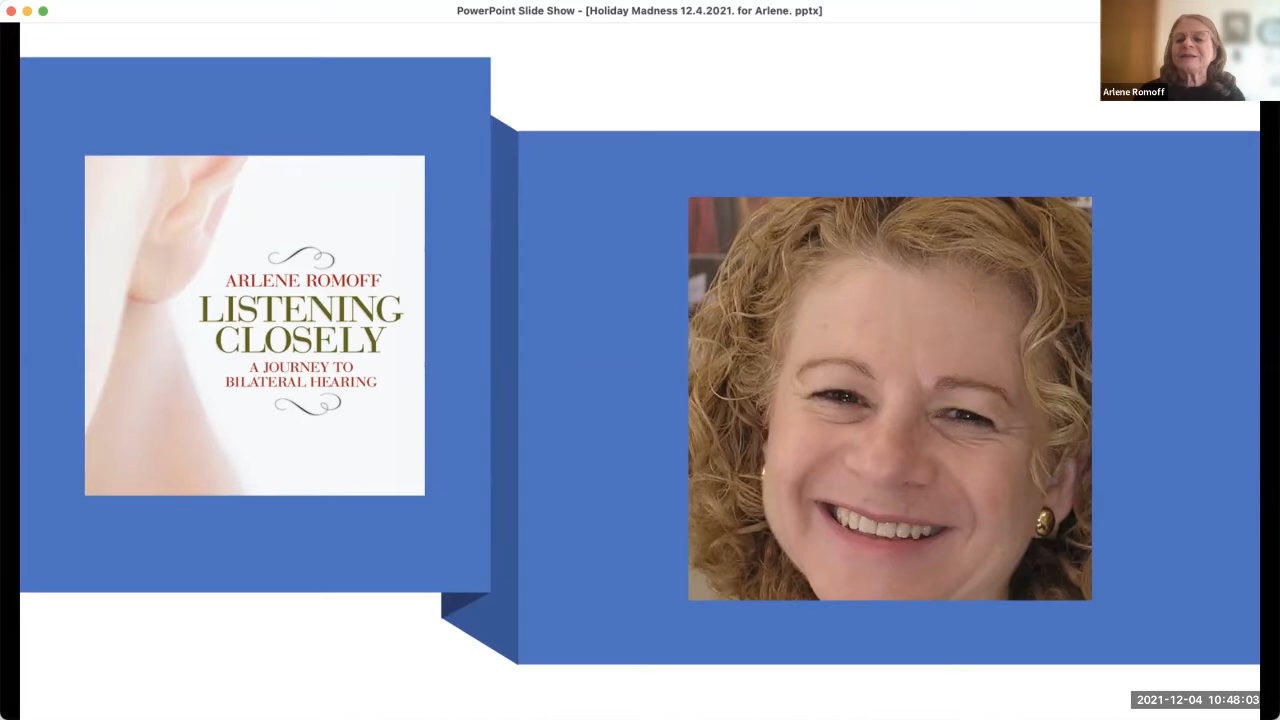 PowerPoint Slide Show - [Holiday Madness 12.4.2021. for Arlene. pptx]
Arlene Romoff
ARLENE ROMOFF
LISTENING
CLOSELY
A JOURNEY TO
BILATERAL HEARING
2021-12-04 10:48:03